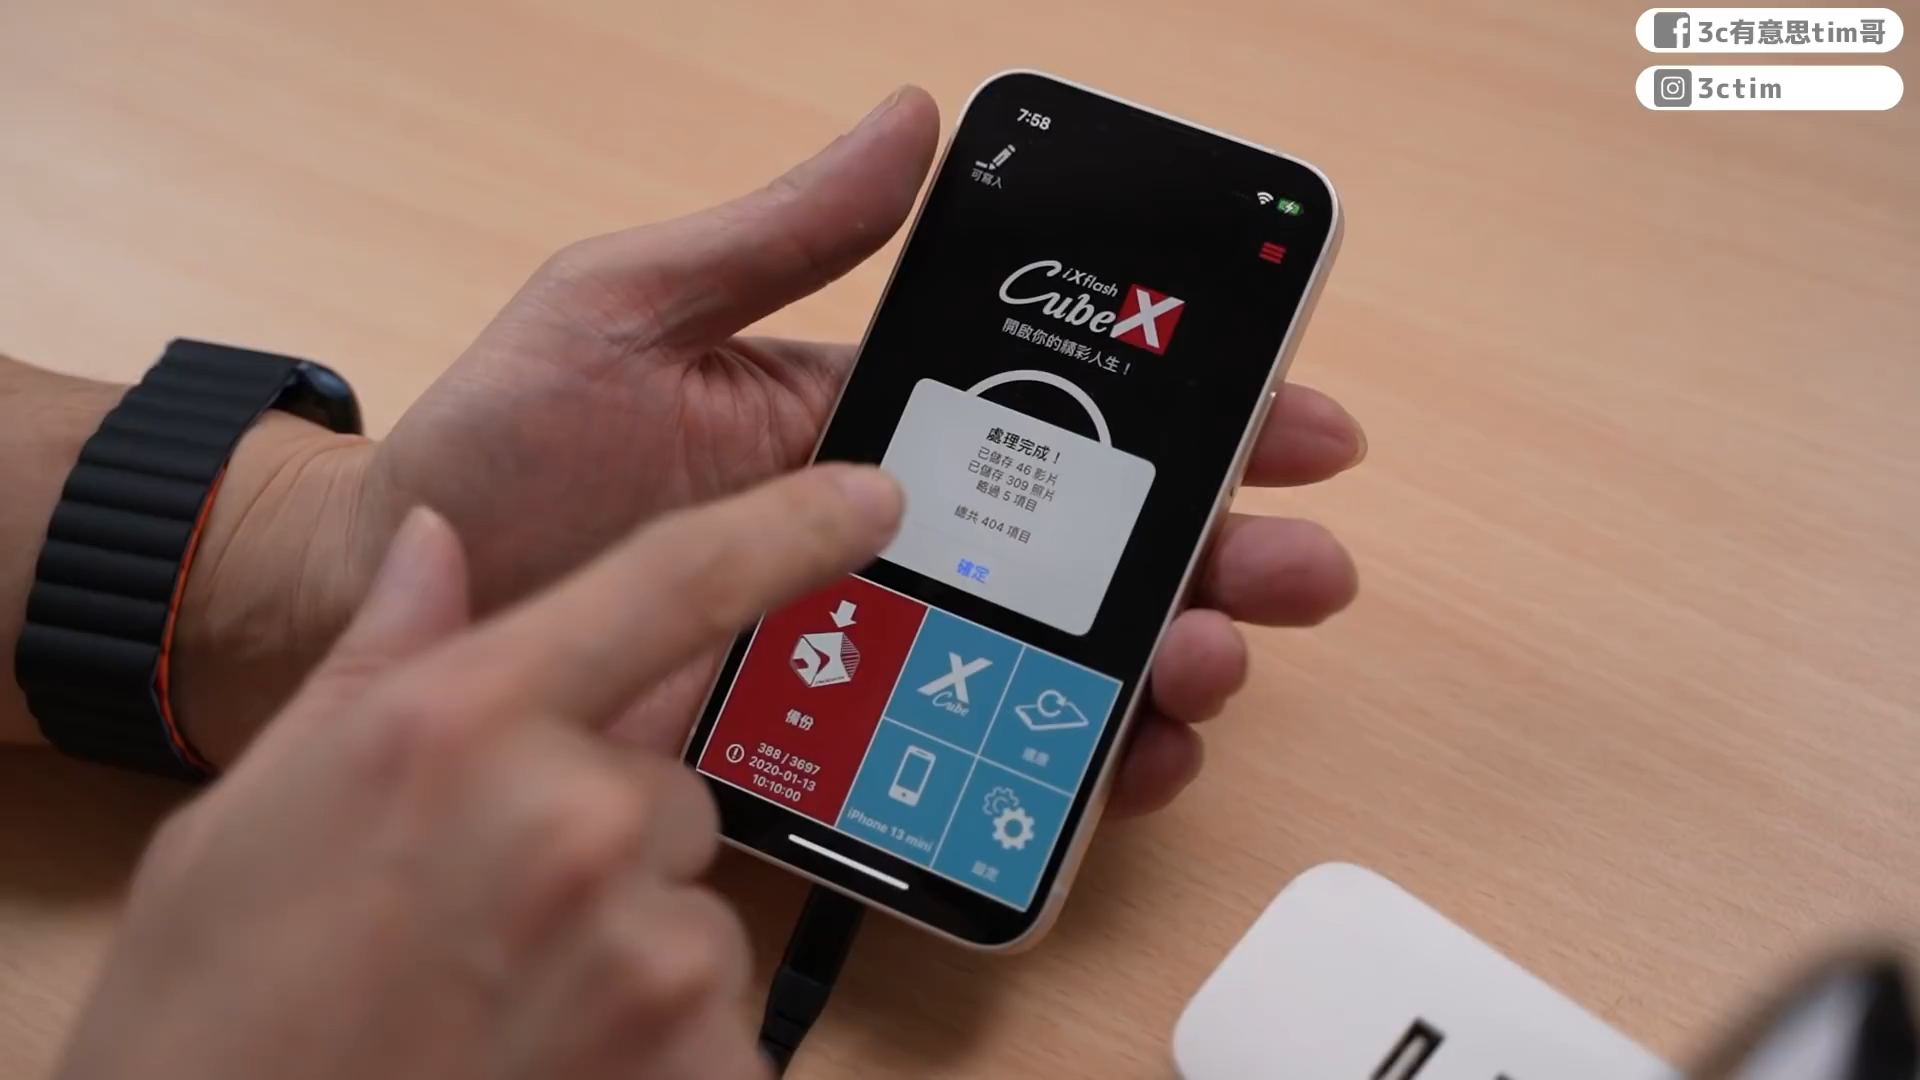 3c有意思tim哥
3ctim
7:58
可寫入
iXflash
Cube X
開啟你的精彩人生！
處理完成！
已儲存 46 影片
已儲存 309 照片
略過 5 項目
總共 404 項目
確定
備份
388 / 3697
2020-01-13
10:10:00
X
Cube
iPhone 13 mini
設定